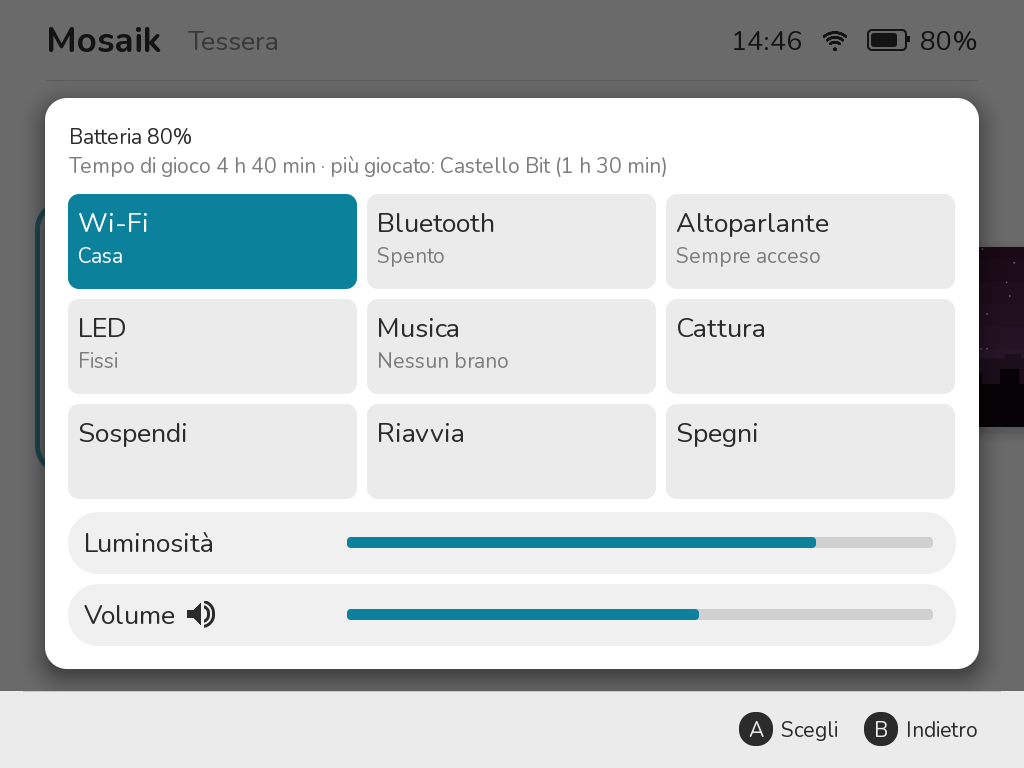 Mosaik Tessera 14:46 80%
Batteria 80%
Tempo di gioco 4 h 40 min · più giocato: Castello Bit (1 h 30 min)
Wi-Fi
Casa
Bluetooth
Spento
Altoparlante
Sempre acceso
LED
Fissi
Musica
Nessun brano
Cattura
Sospendi
Riavvia
Spegni
Luminosità
Volume
A Scegli B Indietro